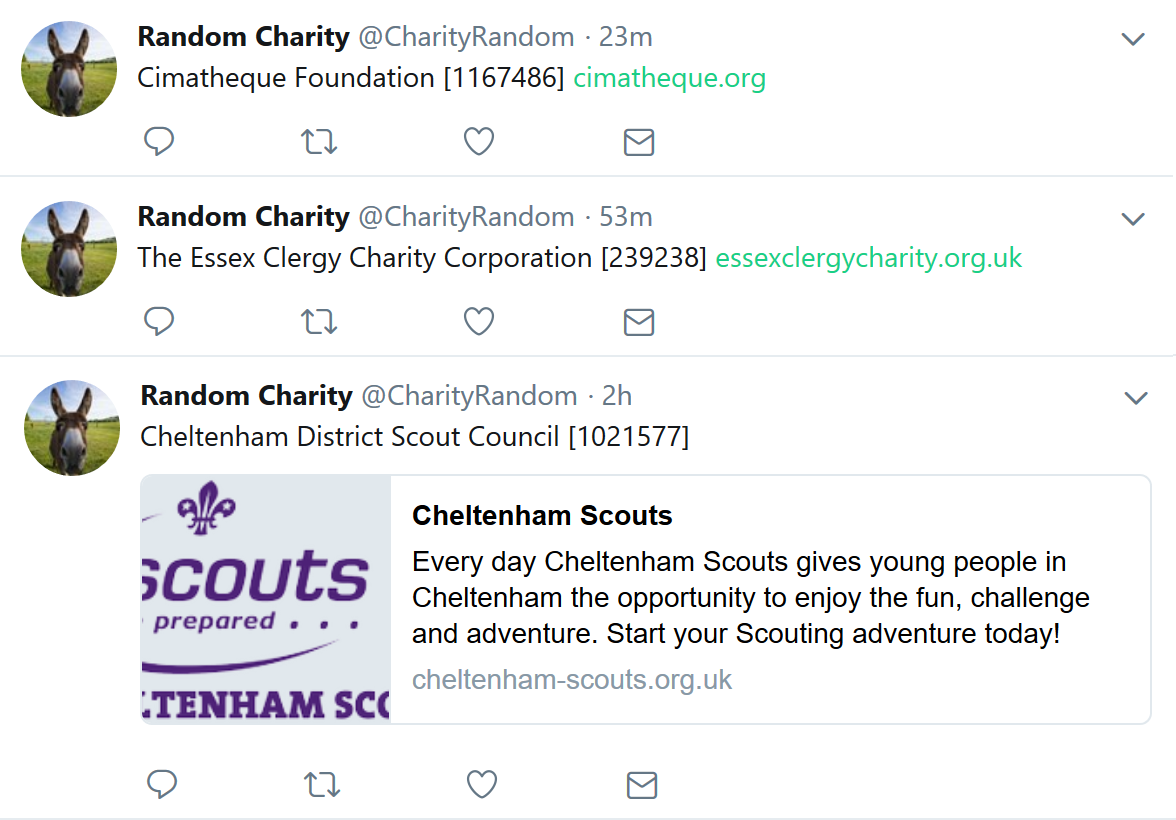 Random Charity @CharityRandom · 23m
Cimatheque Foundation [1167486] cimatheque.org
Random Charity @CharityRandom · 53m
The Essex Clergy Charity Corporation [239238] essexclergycharity.org.uk
Random Charity @CharityRandom · 2h
Cheltenham District Scout Council [1021577]
scouts
prepared . . .
LTENHAM SCO
Cheltenham Scouts
Every day Cheltenham Scouts gives young people in
Cheltenham the opportunity to enjoy the fun, challenge
and adventure. Start your Scouting adventure today!
cheltenham-scouts.org.uk